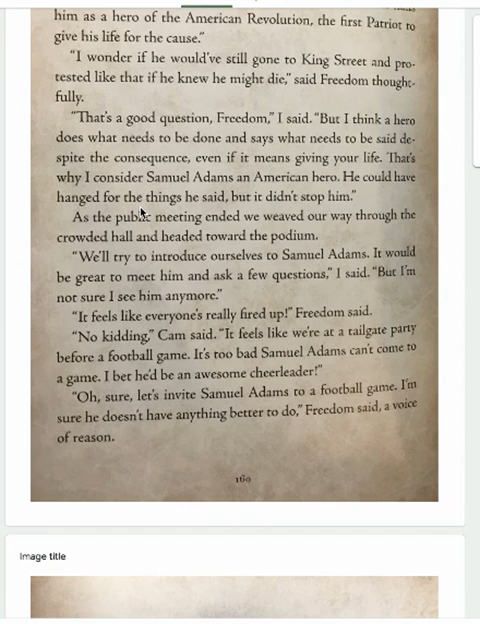 him as a hero of the American Revolution, the first Patriot to
give his life for the cause.”
“I wonder if he would’ve still gone to King Street and pro-
tested like that if he knew he might die,” said Freedom thought-
fully.
“That’s a good question, Freedom,” I said. “But I think a hero
does what needs to be done and says what needs to be said de-
spite the consequence, even if it means giving your life. That’s
why I consider Samuel Adams an American hero. He could have
hanged for the things he said, but it didn’t stop him.”
As the public meeting ended we weaved our way through the
crowded hall and headed toward the podium.
“We’ll try to introduce ourselves to Samuel Adams. It would
be great to meet him and ask a few questions,” I said. “But I’m
not sure I see him anymore.”
“It feels like everyone’s really fired up!” Freedom said.
“No kidding,” Cam said. “It feels like we’re at a tailgate party
before a football game. It’s too bad Samuel Adams can’t come to
a game. I bet he’d be an awesome cheerleader!”
“Oh, sure, let’s invite Samuel Adams to a football game. I’m
sure he doesn’t have anything better to do,” Freedom said, a voice
of reason.
160
Image title